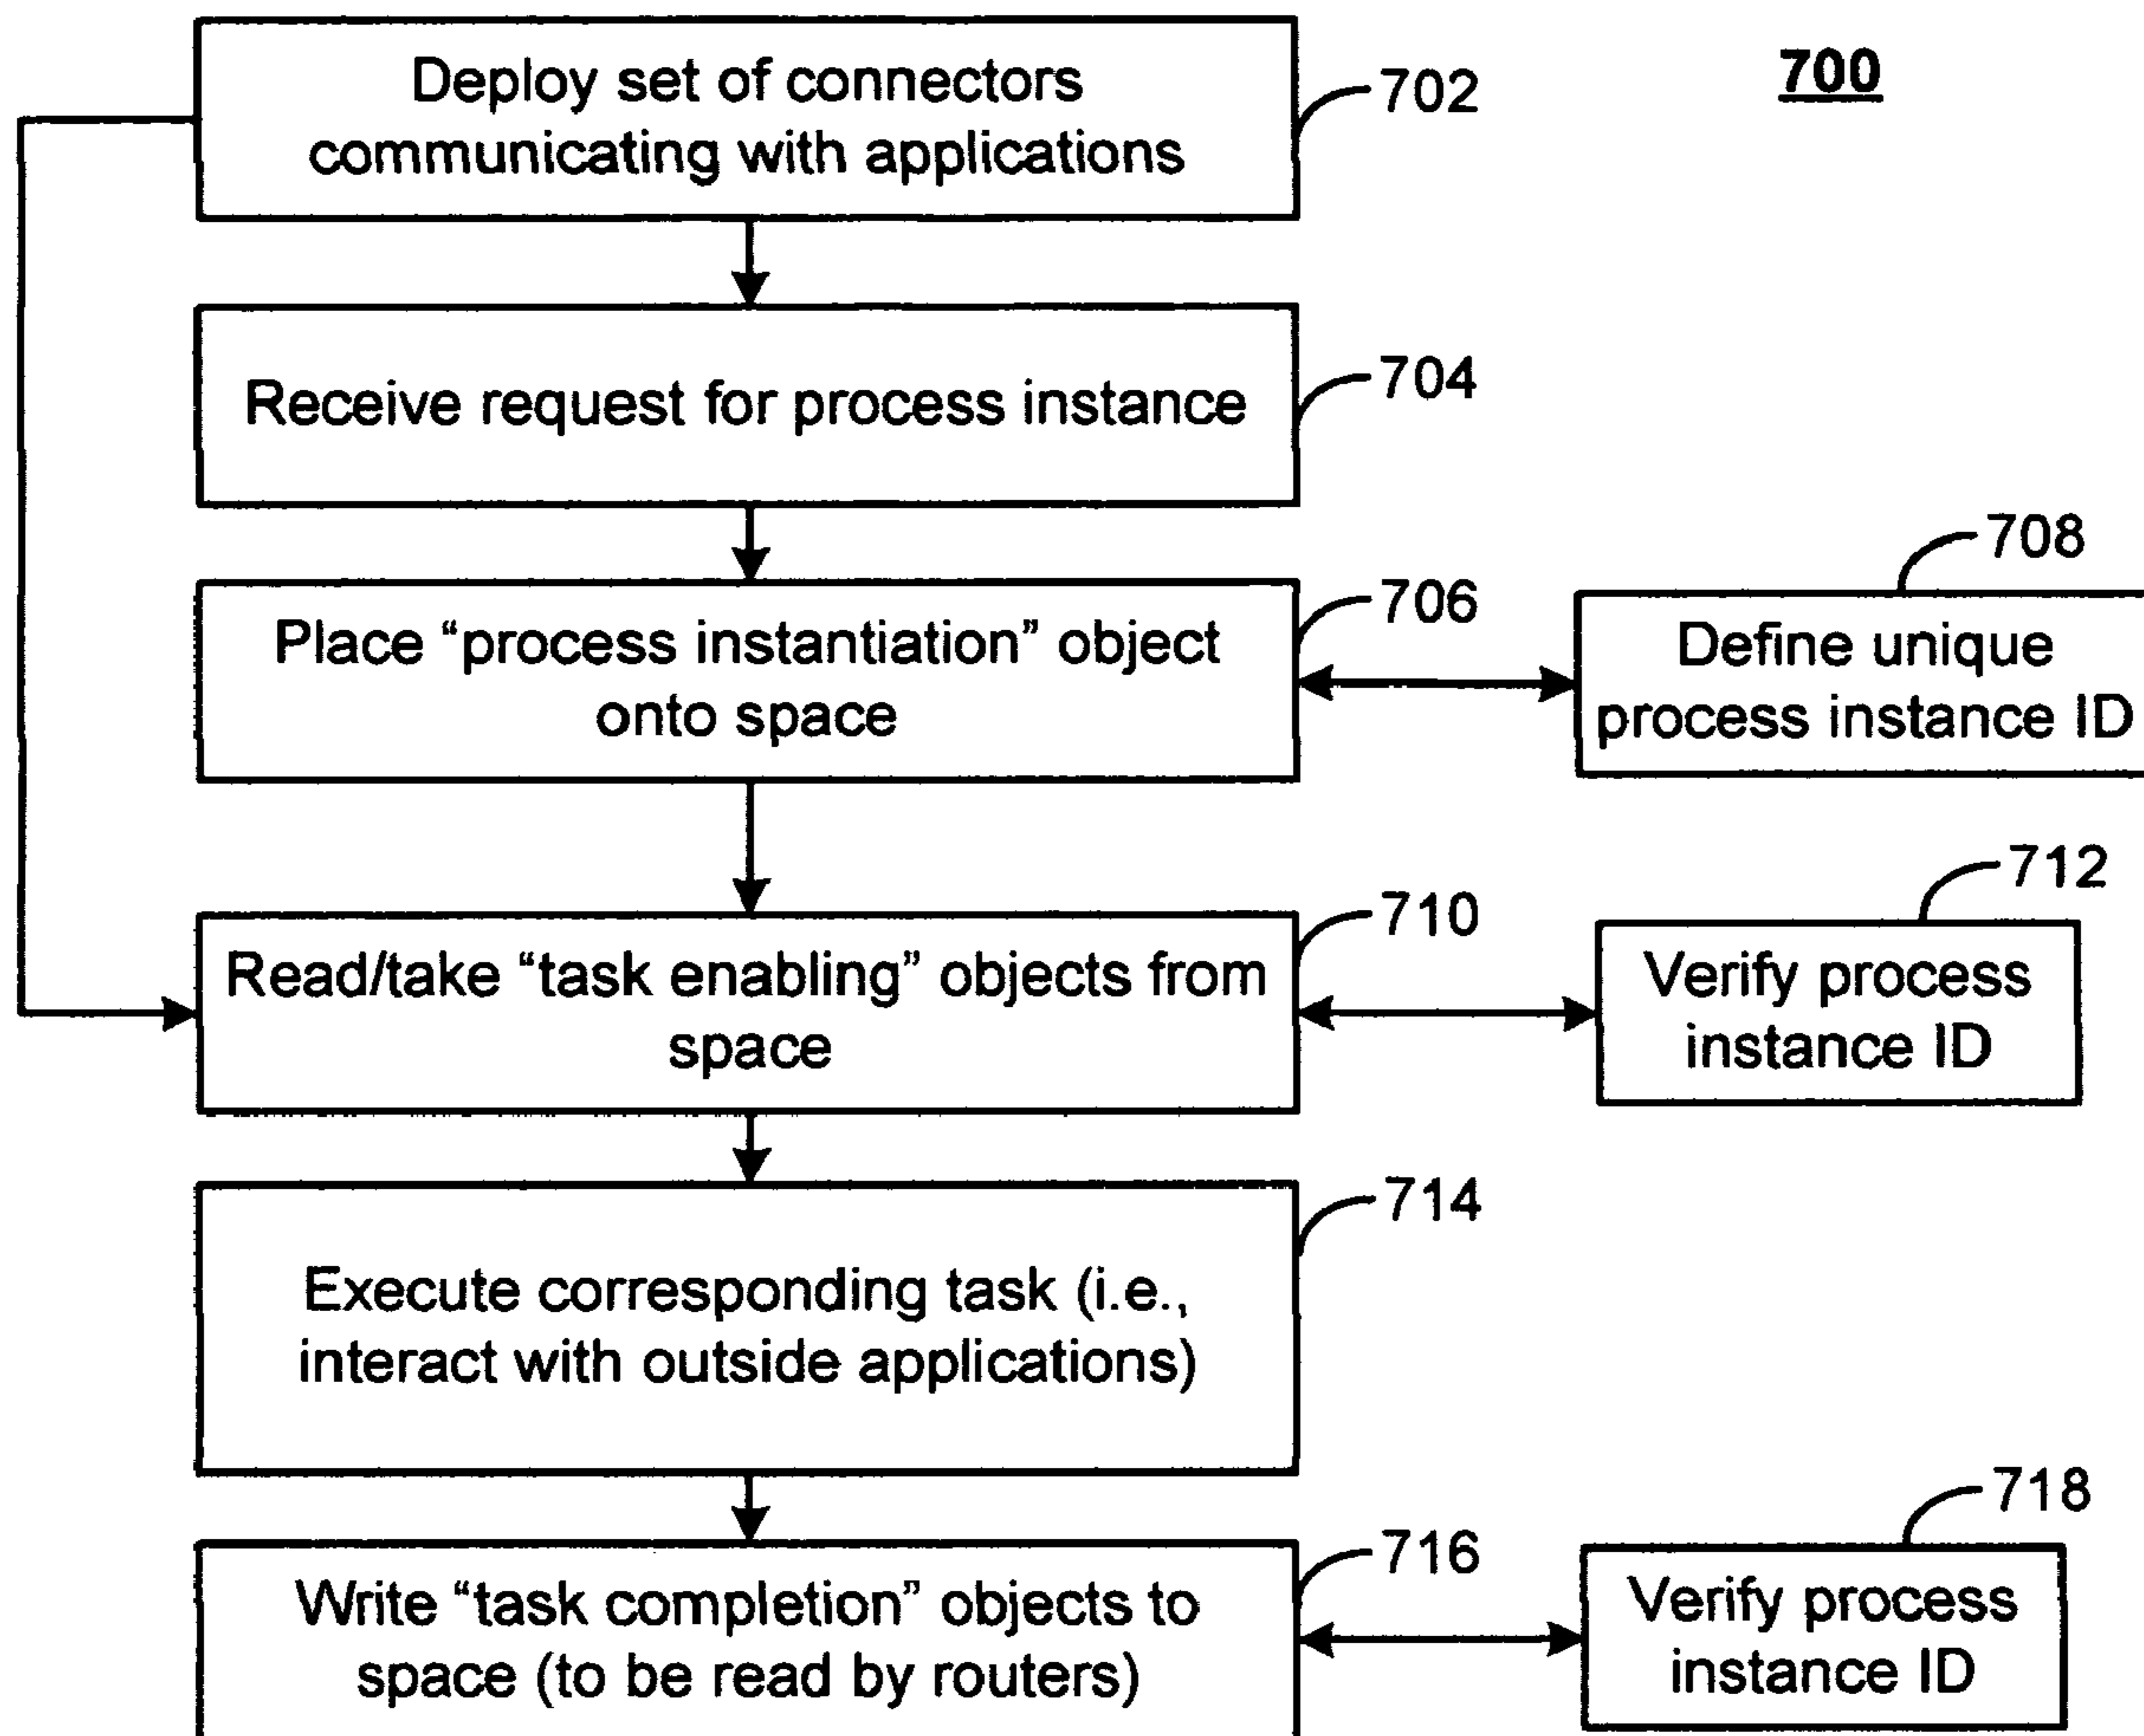 700
Deploy set of connectors
communicating with applications
702
Receive request for process instance
704
Place “process instantiation” object
onto space
706
708
Define unique
process instance ID
Read/take “task enabling” objects from
space
710
712
Verify process
instance ID
Execute corresponding task (i.e.,
interact with outside applications)
714
Write “task completion” objects to
space (to be read by routers)
716
718
Verify process
instance ID